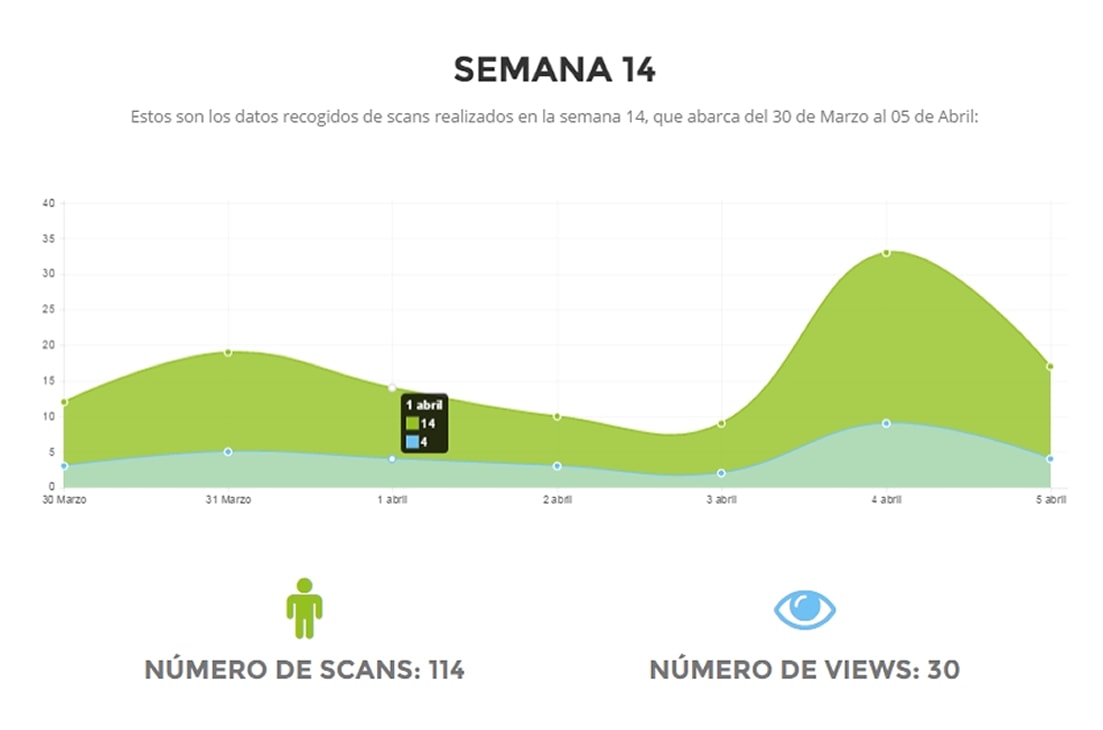 SEMANA 14
Estos son los datos recogidos de scans realizados en la semana 14, que abarca del 30 de Marzo al 05 de Abril:
40
35
30
25
20
15
10
5
0
1 abril
14
4
30 Marzo 31 Marzo 1 abril 2 abril 3 abril 4 abril 5 abril
NÚMERO DE SCANS: 114 NÚMERO DE VIEWS: 30